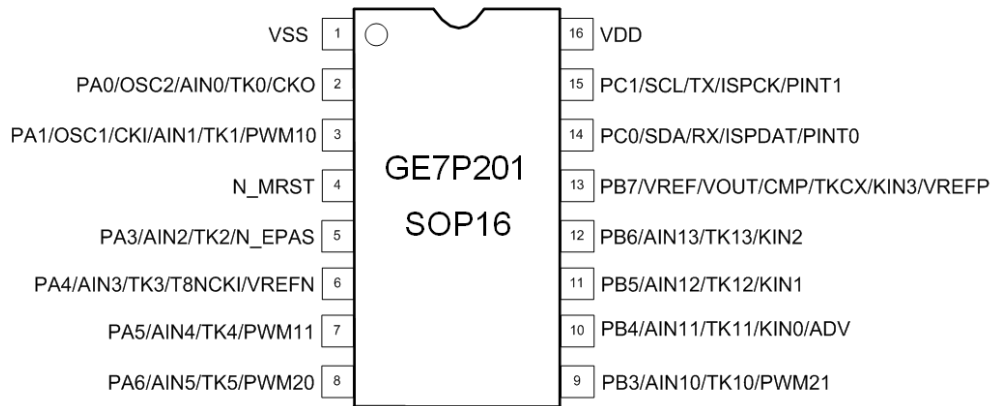 VSS 1 16 VDD
PA0/OSC2/AIN0/TK0/CKO 2 15 PC1/SCL/TX/ISPCK/PINT1
PA1/OSC1/CKI/AIN1/TK1/PWM10 3 14 PC0/SDA/RX/ISPDAT/PINT0
GE7P201
N_MRST 4 13 PB7/VREF/VOUT/CMP/TKCX/KIN3/VREFP
SOP16
PA3/AIN2/TK2/N_EPAS 5 12 PB6/AIN13/TK13/KIN2
PA4/AIN3/TK3/T8NCKI/VREFN 6 11 PB5/AIN12/TK12/KIN1
PA5/AIN4/TK4/PWM11 7 10 PB4/AIN11/TK11/KIN0/ADV
PA6/AIN5/TK5/PWM20 8 9 PB3/AIN10/TK10/PWM21